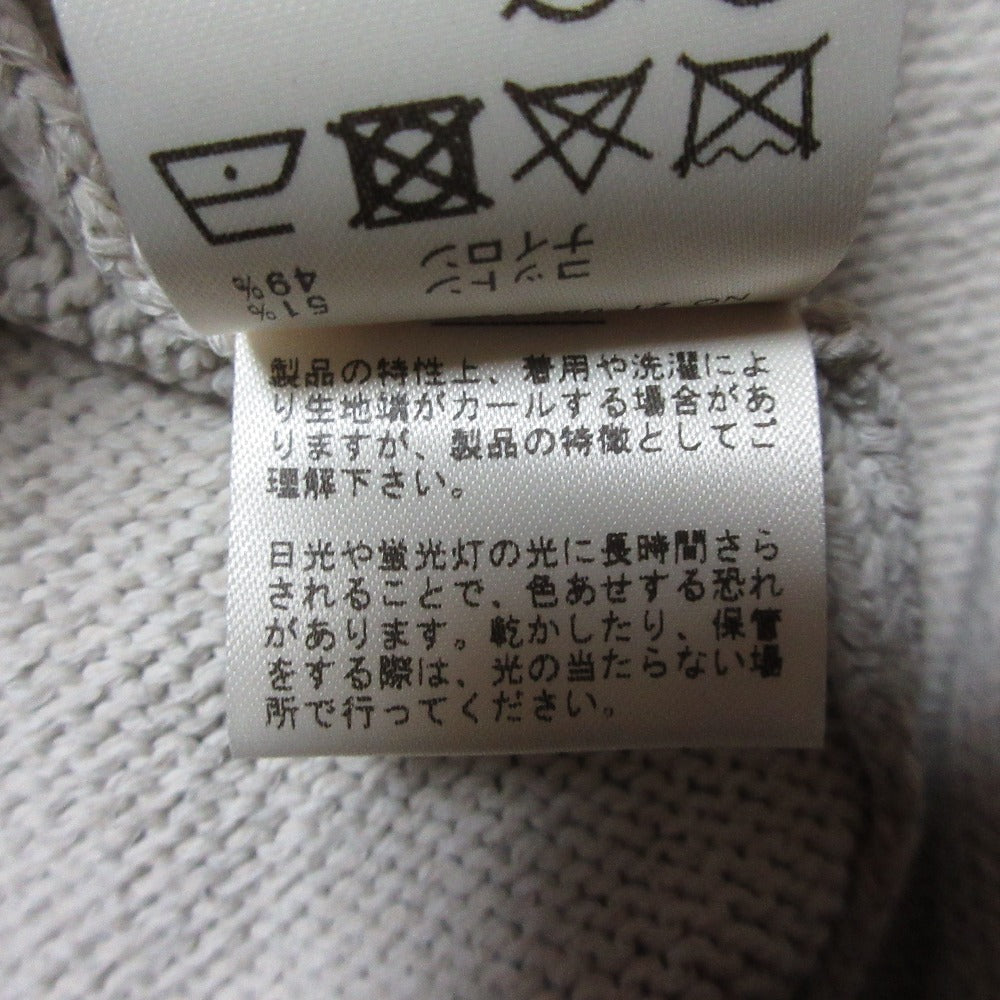 コットン 51%
ナイロン 49%
製品の特性上、着用や洗濯によ
り生地端がカールする場合があ
りますが、製品の特徴としてご
理解下さい。
日光や蛍光灯の光に長時間さら
されることで、色あせする恐れ
があります。乾かしたり、保管
をする際は、光の当たらない場
所で行ってください。